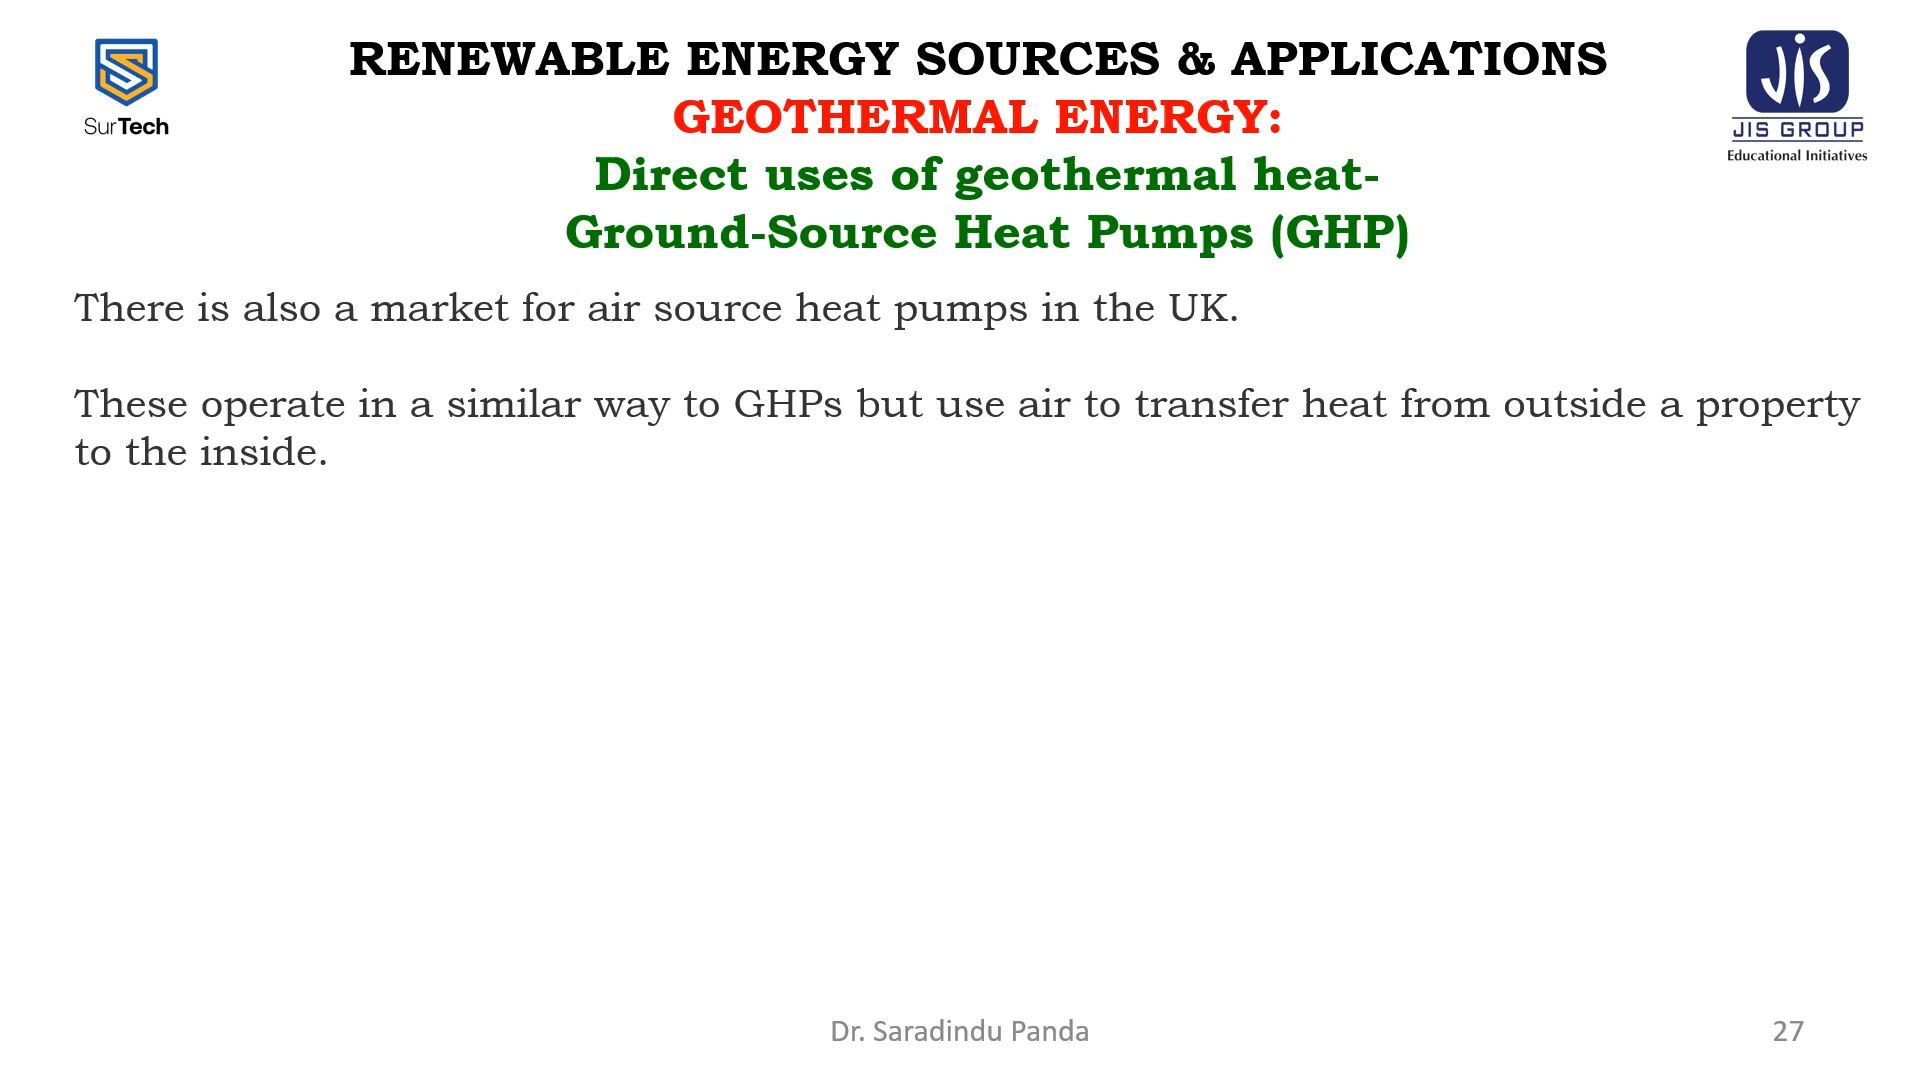 SurTech
RENEWABLE ENERGY SOURCES & APPLICATIONS
GEOTHERMAL ENERGY:
Direct uses of geothermal heat-
Ground-Source Heat Pumps (GHP)
JIS
JIS GROUP
Educational Initiatives
There is also a market for air source heat pumps in the UK.
These operate in a similar way to GHPs but use air to transfer heat from outside a property
to the inside.
Dr. Saradindu Panda
27